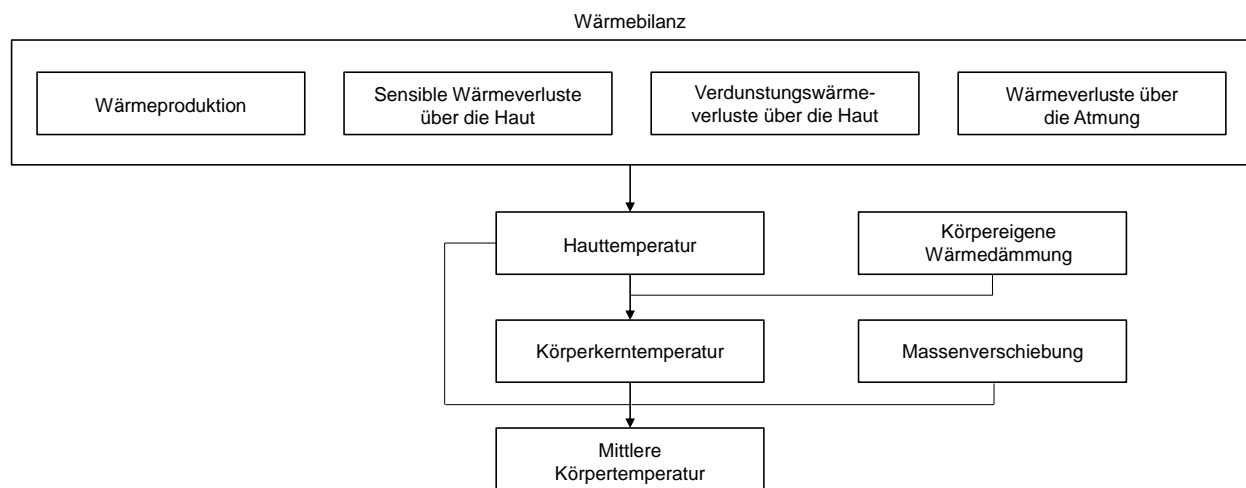 Wärmebilanz
Wärmeproduktion
Sensible Wärmeverluste
über die Haut
Verdunstungswärme-
verluste über die Haut
Wärmeverluste über
die Atmung
Hauttemperatur
Körpereigene
Wärmedämmung
Körperkerntemperatur
Massenverschiebung
Mittlere
Körpertemperatur